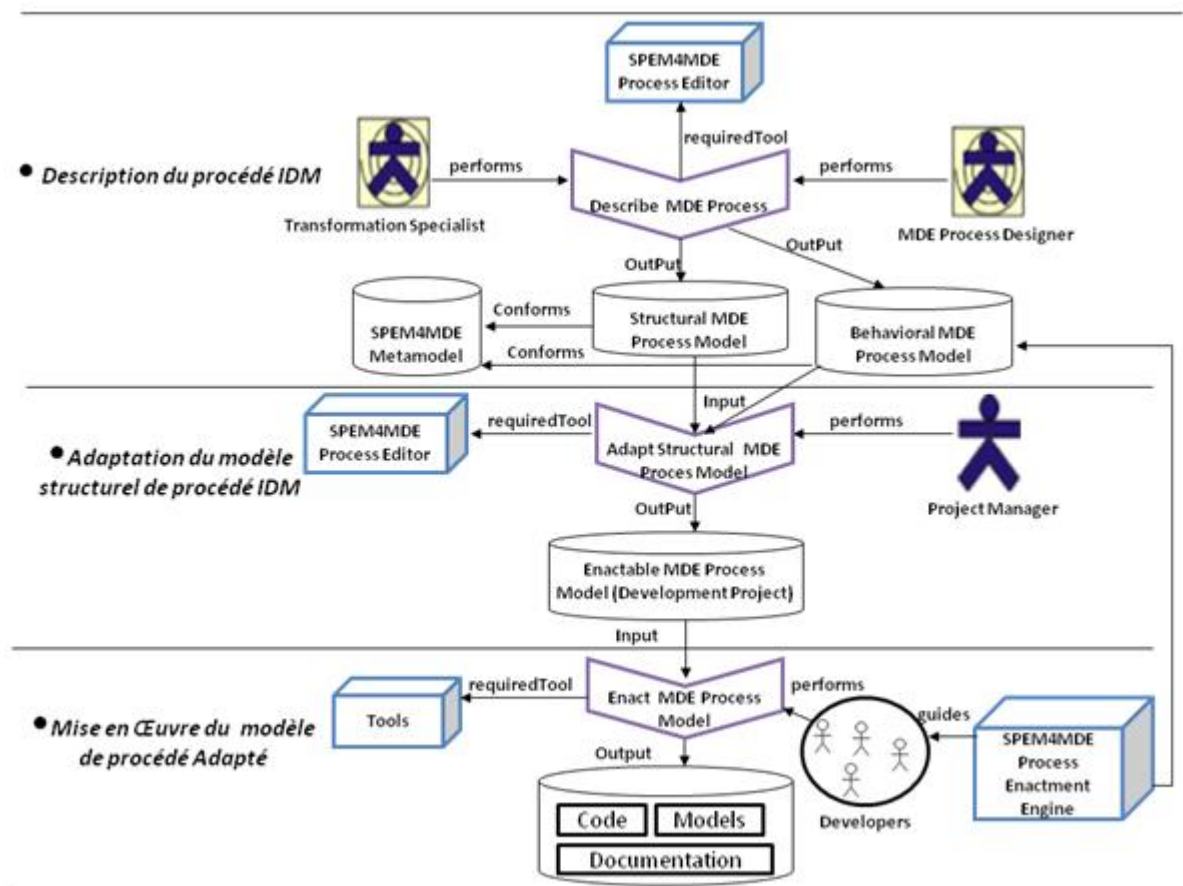 SPEM4MDE
Process Editor
requiredTool
performs
performs
• Description du procédé IDM
Describe MDE Process
Transformation Specialist
MDE Process Designer
OutPut
OutPut
Conforms
SPEM4MDE
Metamodel
Structural MDE
Process Model
Behavioral MDE
Process Model
Conforms
Input
SPEM4MDE
Process Editor
requiredTool
performs
• Adaptation du modèle
structurel de procédé IDM
Adapt Structural MDE
Proces Model
Project Manager
OutPut
Enactable MDE Process
Model (Development Project)
Input
requiredTool
Enact MDE Process
Model
performs
Tools
guides
• Mise en Œuvre du modèle
de procédé Adapté
SPEM4MDE
Process
Enactment
Engine
Output
Developers
Code
Models
Documentation